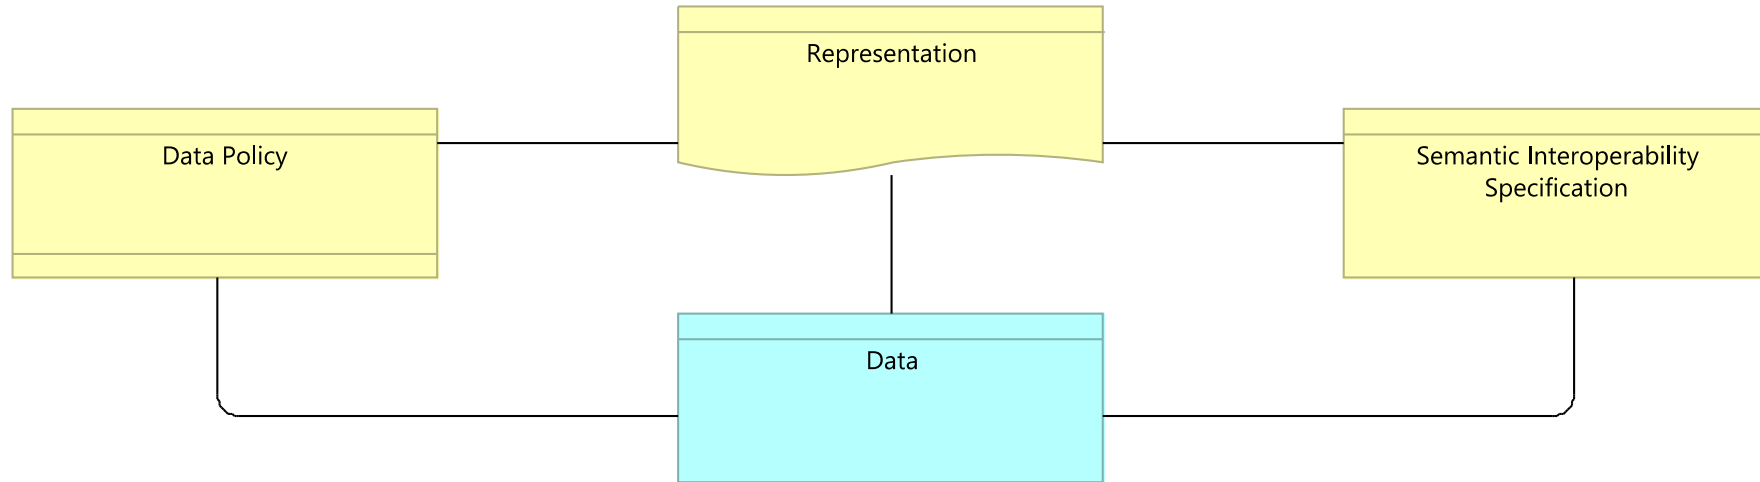 Representation
Data Policy
Semantic Interoperability
Specification
Data